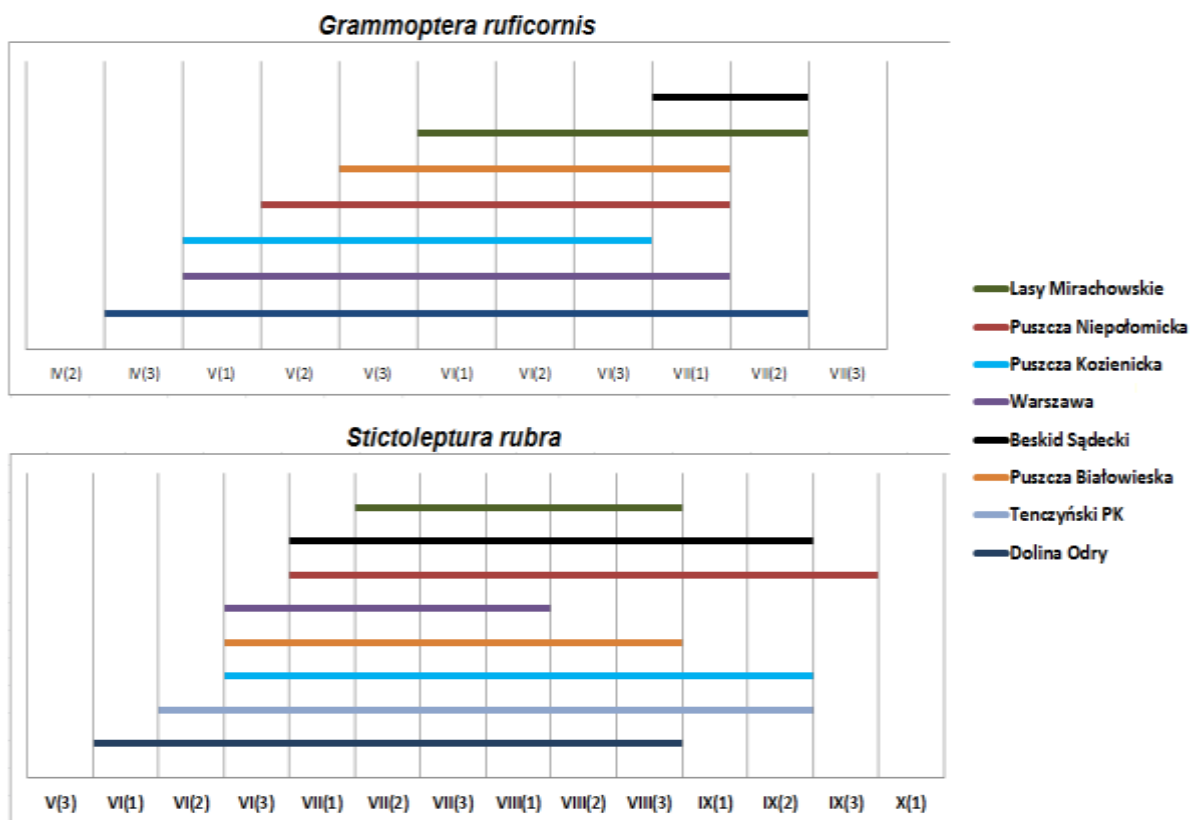 Grammoptera ruficornis
IV(2) IV(3) V(1) V(2) V(3) VI(1) VI(2) VI(3) VII(1) VII(2) VII(3)
Stictoleptura rubra
V(3) VI(1) VI(2) VI(3) VII(1) VII(2) VII(3) VIII(1) VIII(2) VIII(3) IX(1) IX(2) IX(3) X(1)
Lasy Mirachowskie
Puszcza Niepołomicka
Puszcza Kozienicka
Warszawa
Beskid Sądecki
Puszcza Białowieska
Tenczyński PK
Dolina Odry